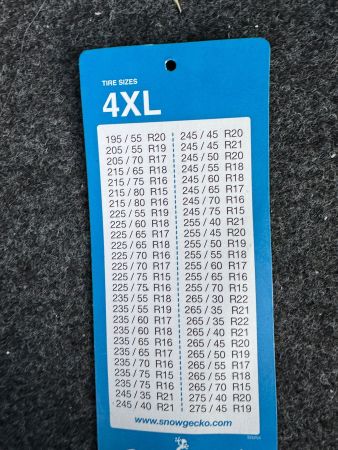 TIRE SIZES
4XL
195 / 55 R20
205 / 55 R19
205 / 70 R17
215 / 65 R18
215 / 75 R16
215 / 80 R15
215 / 80 R16
225 / 55 R19
225 / 60 R18
225 / 65 R17
225 / 65 R18
225 / 70 R16
225 / 70 R17
225 / 75 R15
225 / 75 R16
235 / 55 R18
235 / 55 R19
235 / 60 R17
235 / 60 R18
235 / 65 R16
235 / 65 R17
235 / 70 R16
235 / 70 R17
235 / 75 R15
235 / 75 R16
245 / 35 R21
245 / 40 R21
245 / 45 R20
245 / 45 R21
245 / 50 R20
245 / 55 R18
245 / 60 R18
245 / 65 R17
245 / 70 R16
245 / 75 R15
255 / 40 R21
255 / 45 R20
255 / 50 R19
255 / 55 R18
255 / 60 R17
255 / 65 R16
255 / 70 R15
265 / 30 R22
265 / 35 R21
265 / 35 R22
265 / 40 R21
265 / 45 R20
265 / 50 R19
265 / 55 R18
265 / 65 R16
265 / 70 R15
275 / 40 R20
275 / 45 R19
www.snowgecko.com